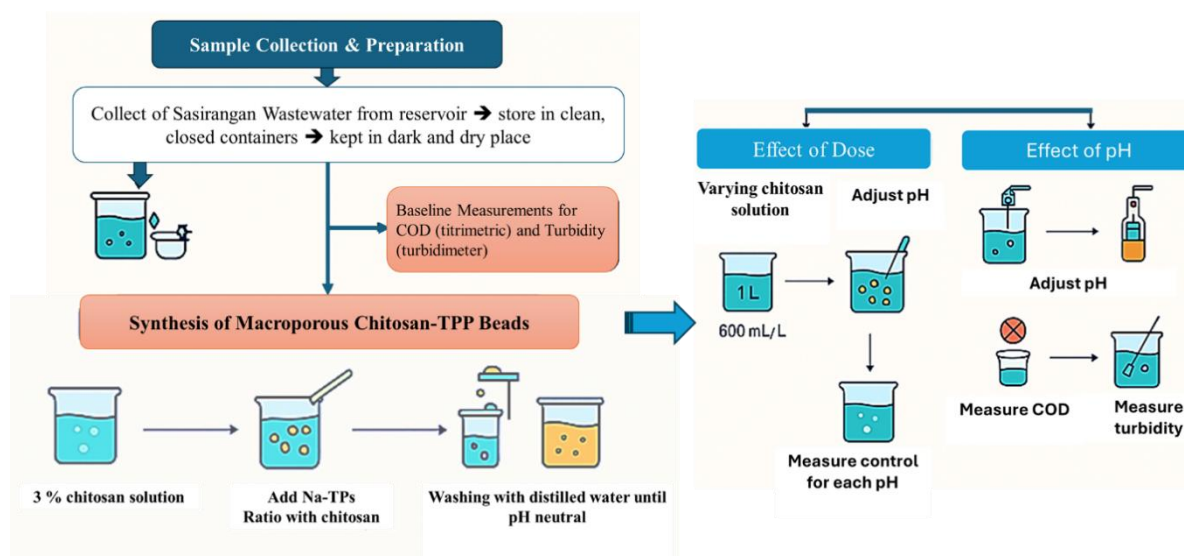 Sample Collection & Preparation
Collect of Sasirangan Wastewater from reservoir ➔ store in clean,
closed containers ➔ kept in dark and dry place
Baseline Measurements for
COD (titrimetric) and Turbidity
(turbidimeter)
Synthesis of Macroporous Chitosan-TPP Beads
3 % chitosan solution
Add Na-TPs
Ratio with chitosan
Washing with distilled water until
pH neutral
Effect of Dose
Varying chitosan
solution
Adjust pH
1 L
600 mL/L
Measure control
for each pH
Effect of pH
Adjust pH
Measure COD
Measure
turbidity